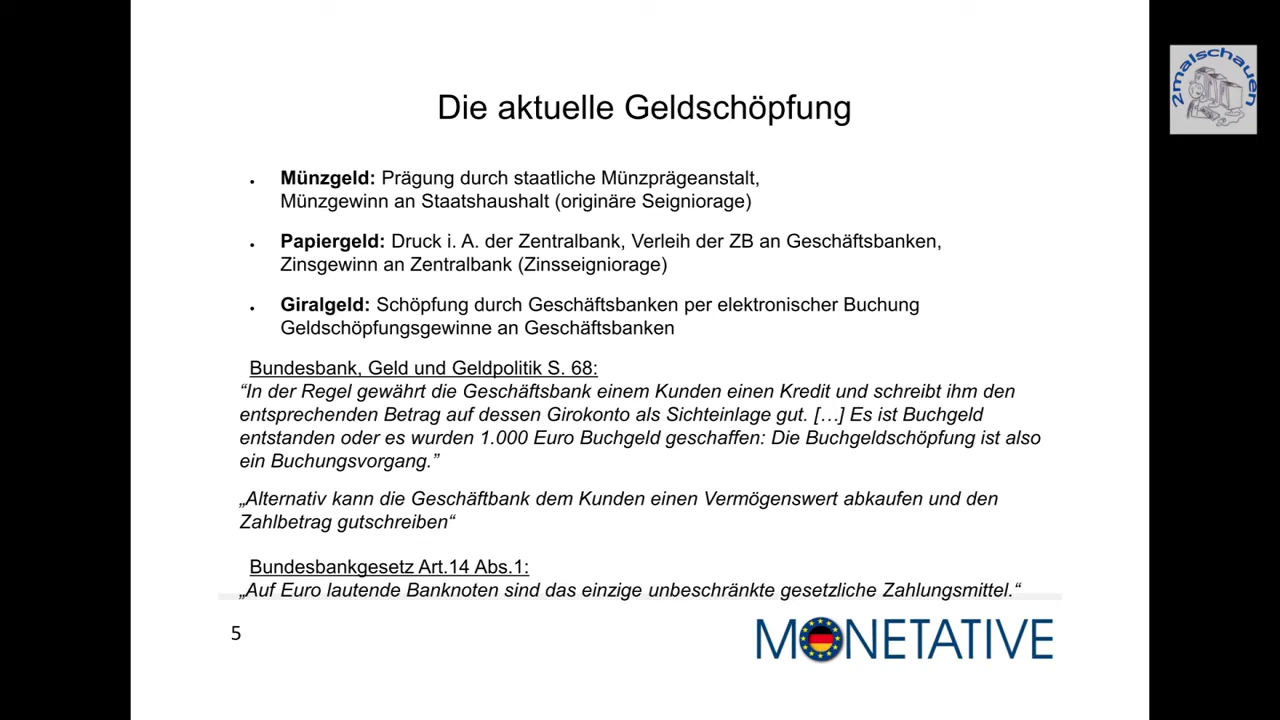 Die aktuelle Geldschöpfung
2malschauen
• Münzgeld: Prägung durch staatliche Münzprägeanstalt,
Münzgewinn an Staatshaushalt (originäre Seigniorage)
• Papiergeld: Druck i. A. der Zentralbank, Verleih der ZB an Geschäftsbanken,
Zinsgewinn an Zentralbank (Zinsseigniorage)
• Giralgeld: Schöpfung durch Geschäftsbanken per elektronischer Buchung
Geldschöpfungsgewinne an Geschäftsbanken
Bundesbank, Geld und Geldpolitik S. 68:
“In der Regel gewährt die Geschäftsbank einem Kunden einen Kredit und schreibt ihm den
entsprechenden Betrag auf dessen Girokonto als Sichteinlage gut. […] Es ist Buchgeld
entstanden oder es wurden 1.000 Euro Buchgeld geschaffen: Die Buchgeldschöpfung ist also
ein Buchungsvorgang.”
„Alternativ kann die Geschäftbank dem Kunden einen Vermögenswert abkaufen und den
Zahlbetrag gutschreiben“
Bundesbankgesetz Art.14 Abs.1:
„Auf Euro lautende Banknoten sind das einzige unbeschränkte gesetzliche Zahlungsmittel.“
5
MONETATIVE